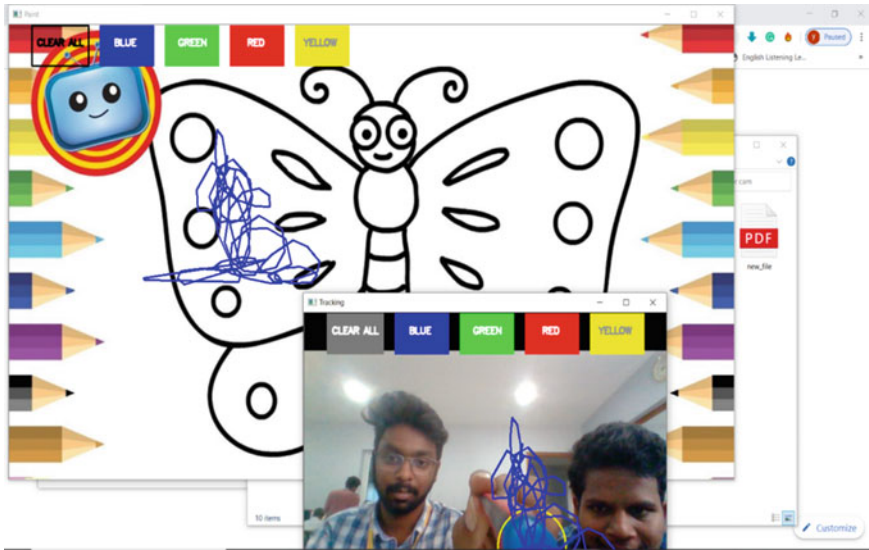 Paint
CLEAR ALL
BLUE
GREEN
RED
YELLOW
Paused
English Listening Le...
PDF
new_file
Tracking
CLEAR ALL
BLUE
GREEN
RED
YELLOW
10 items
Customize